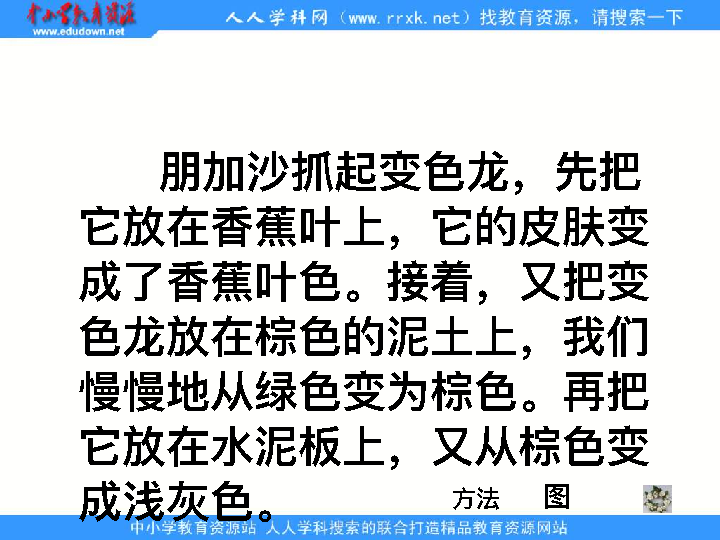 中小学教育资源
www.edudown.net
人人学科网（www.rrxk.net）找教育资源，请搜索一下
朋加沙抓起变色龙，先把
它放在香蕉叶上，它的皮肤变
成了香蕉叶色。接着，又把变
色龙放在棕色的泥土上，我们
慢慢地从绿色变为棕色。再把
它放在水泥板上，又从棕色变
成浅灰色。
方法 图
中小学教育资源站 人人学科搜索的联合打造精品教育资源网站